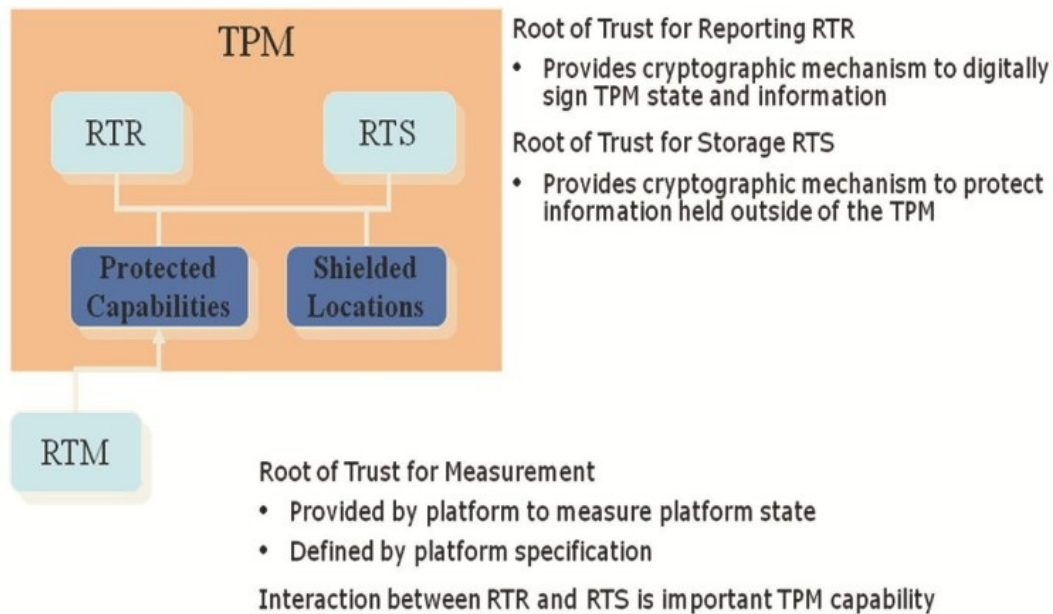 TPM
RTR
RTS
Protected
Capabilities
Shielded
Locations
RTM
Root of Trust for Reporting RTR
• Provides cryptographic mechanism to digitally
sign TPM state and information
Root of Trust for Storage RTS
• Provides cryptographic mechanism to protect
information held outside of the TPM
Root of Trust for Measurement
• Provided by platform to measure platform state
• Defined by platform specification
Interaction between RTR and RTS is important TPM capability